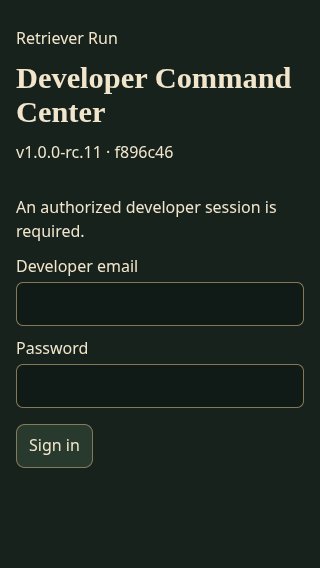 Retriever Run
Developer Command
Center
v1.0.0-rc.11 · f896c46
An authorized developer session is
required.
Developer email
Password
Sign in